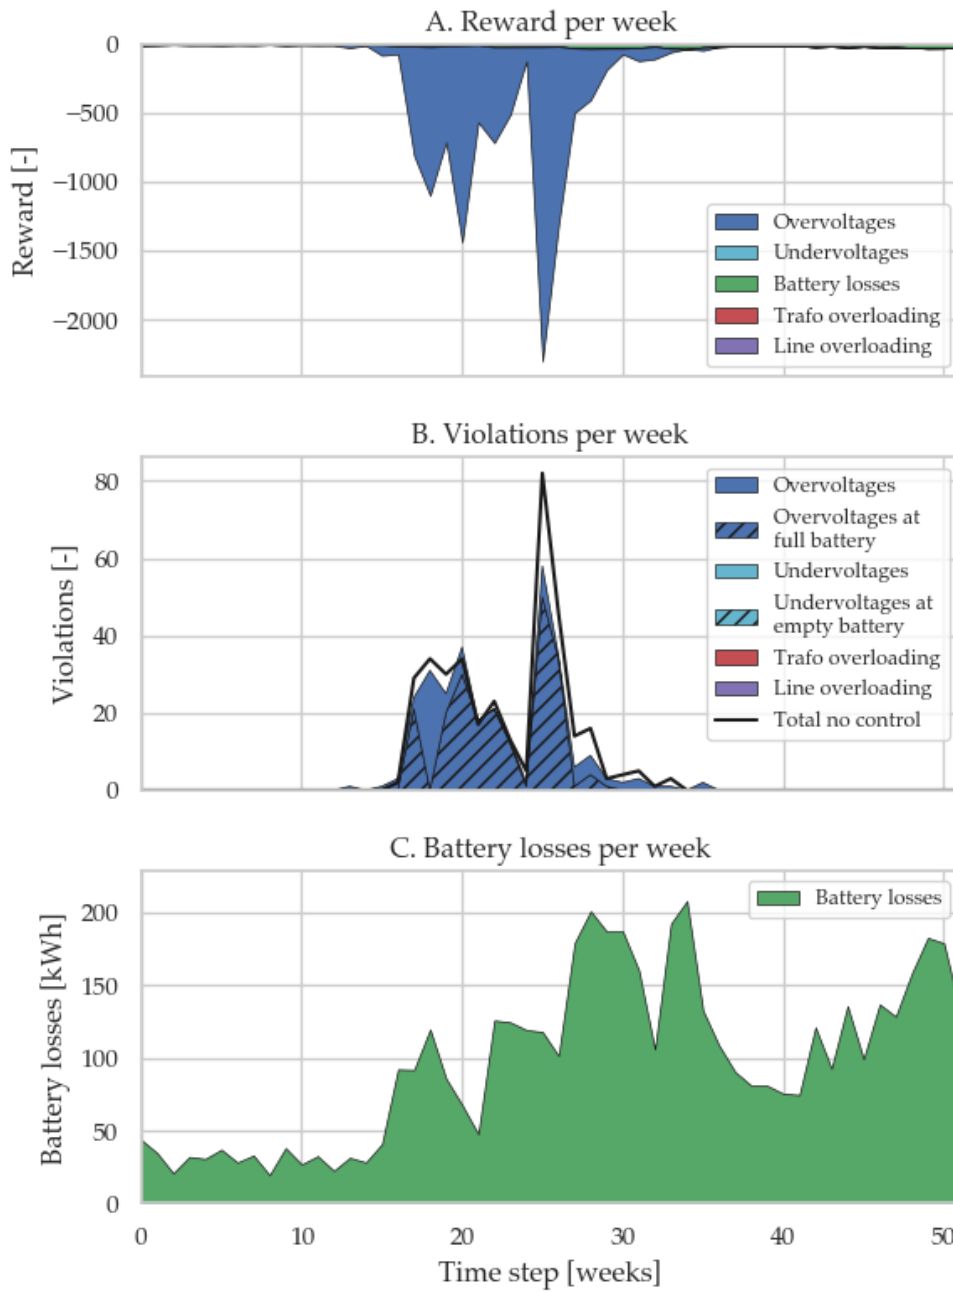 A. Reward per week
0
−500
−1000
−1500
−2000
Reward [-]
Overvoltages
Undervoltages
Battery losses
Trafo overloading
Line overloading
B. Violations per week
80
60
40
20
0
Violations [-]
Overvoltages
Overvoltages at
full battery
Undervoltages
Undervoltages at
empty battery
Trafo overloading
Line overloading
Total no control
C. Battery losses per week
200
150
100
50
0
Battery losses [kWh]
Battery losses
0 10 20 30 40 50
Time step [weeks]